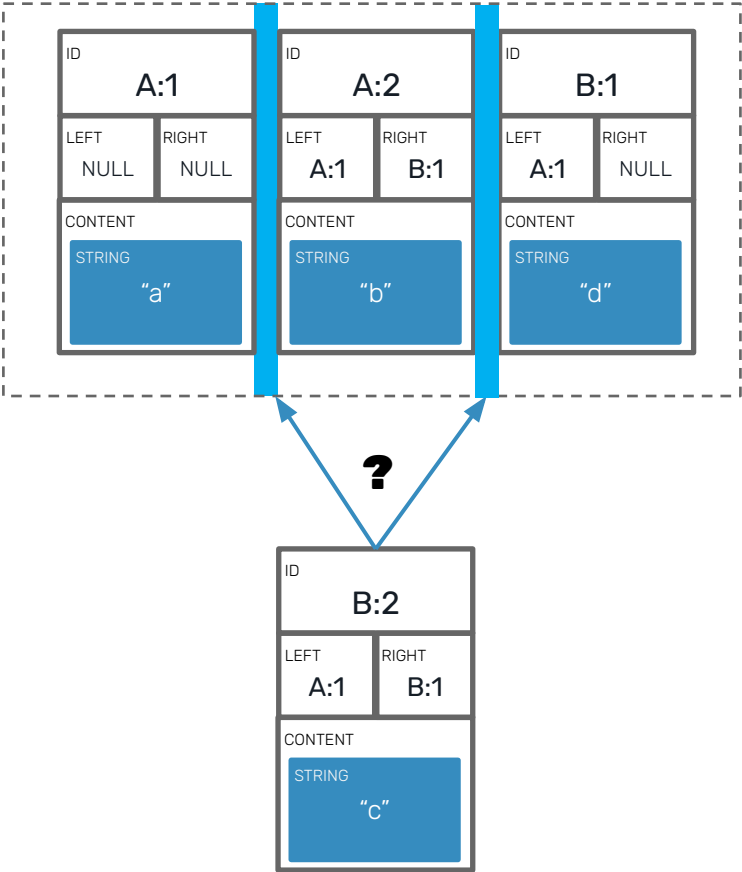 ID ID ID
A:1 A:2 B:1
LEFT RIGHT LEFT RIGHT LEFT RIGHT
NULL NULL A:1 B:1 A:1 NULL
CONTENT CONTENT CONTENT
STRING STRING STRING
“a” “b” “d”
?
ID
B:2
LEFT RIGHT
A:1 B:1
CONTENT
STRING
“c”